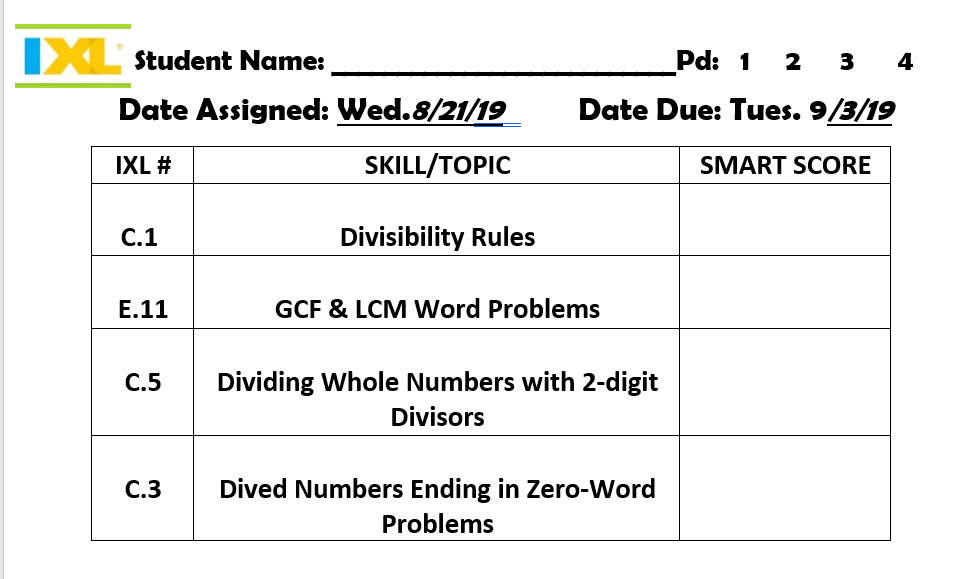 IXL® Student Name: __________________________ Pd: 1 2 3 4
Date Assigned: Wed.8/21/19 Date Due: Tues. 9/3/19
IXL # SKILL/TOPIC SMART SCORE
C.1 Divisibility Rules
E.11 GCF & LCM Word Problems
C.5 Dividing Whole Numbers with 2-digit
Divisors
C.3 Dived Numbers Ending in Zero-Word
Problems